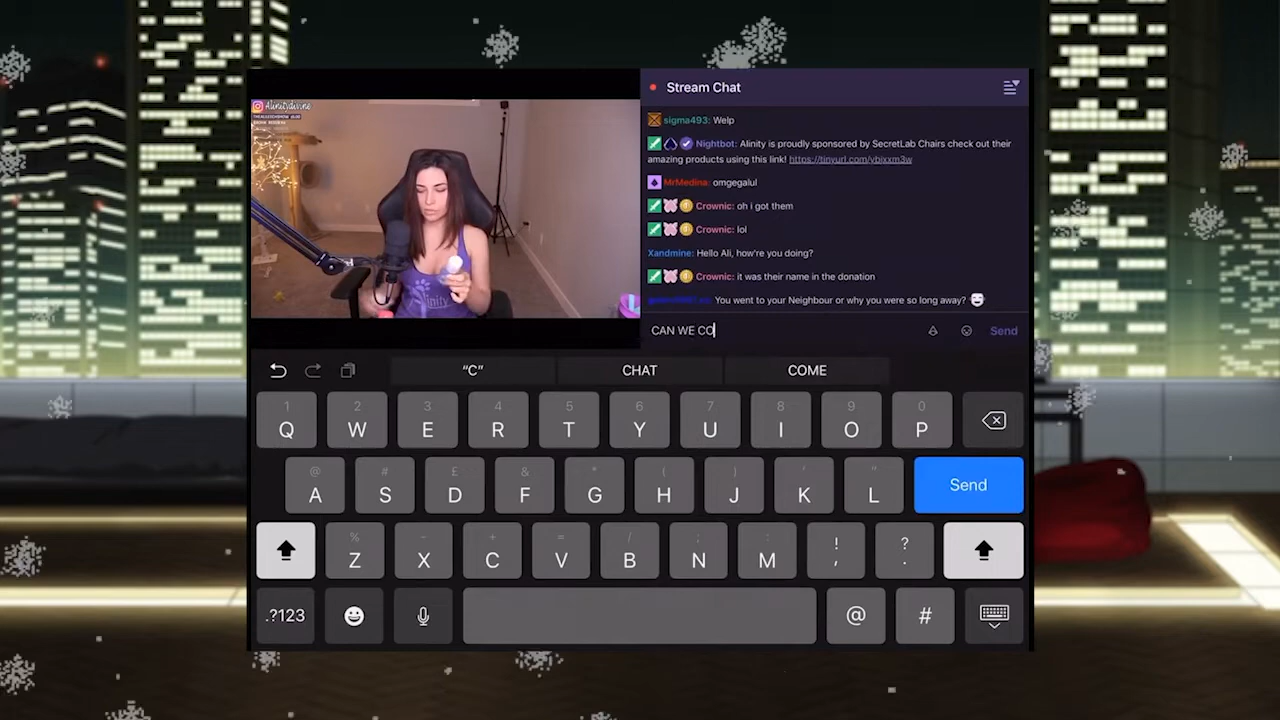 Alinitydivine
Stream Chat
sigma493: Welp
Nightbot: Alinity is proudly sponsored by SecretLab Chairs check out their
amazing products using this link! https://tinyurl.com/ybixxm3w
MrMedina: omgegalul
Crownic: oh i got them
Crownic: lol
Xandmine: Hello Ali, how're you doing?
Crownic: it was their name in the donation
You went to your Neighbour or why you were so long away?
CAN WE CO
Send
"C" CHAT COME
1 2 3 4 5 6 7 8 9 0
Q W E R T Y U I O P
@ # £ & * ( ) ' "
A S D F G H J K L Send
% - + = / ; : ! ?
Z X C V B N M , .
.?123 @ #